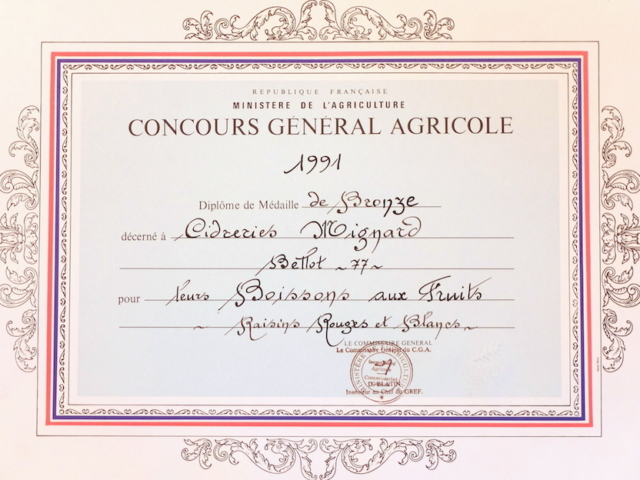 REPUBLIQUE FRANÇAISE
MINISTERE DE L'AGRICULTURE
CONCOURS GÉNÉRAL AGRICOLE
1991
Diplôme de Médaille de Bronze
décerné à Cidreries Mignard
Bellot ~77~
pour leurs Boissons aux Fruits
~ Raisins Rouges et Blancs ~
LE COMMISSAIRE GENERAL
Le Commissaire Général du C.G.A.
D. BLATIN
Ingénieur en Chef du GREF.